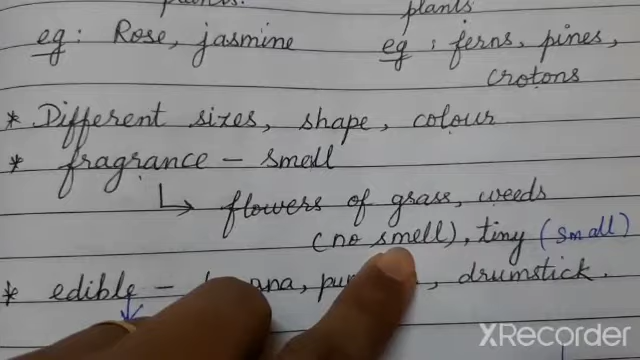 plants. plants
eg : Rose, jasmine eg : ferns, pines,
crotons
* Different sizes, shape, colour
* fragrance - smell
↳ flowers of grass, weeds
(no smell), tiny (small)
* edible - , drumstick.
XRecorder